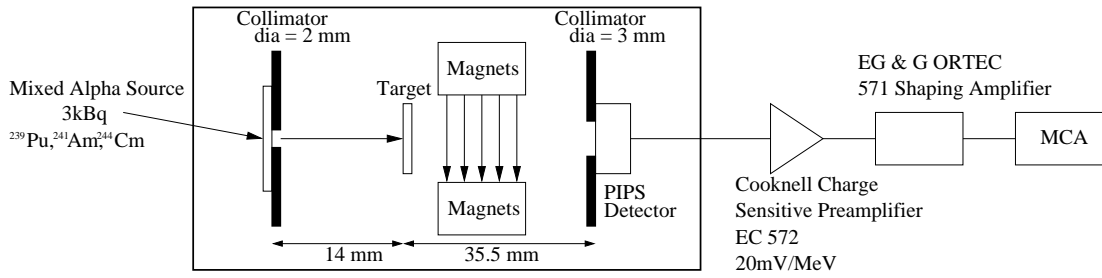 Collimator
dia = 2 mm
Collimator
dia = 3 mm
Magnets
EG & G ORTEC
571 Shaping Amplifier
Mixed Alpha Source
3kBq
²³⁹Pu,²⁴¹Am,²⁴⁴Cm
Target
MCA
Magnets
PIPS
Detector
Cooknell Charge
Sensitive Preamplifier
EC 572
20mV/MeV
14 mm
35.5 mm